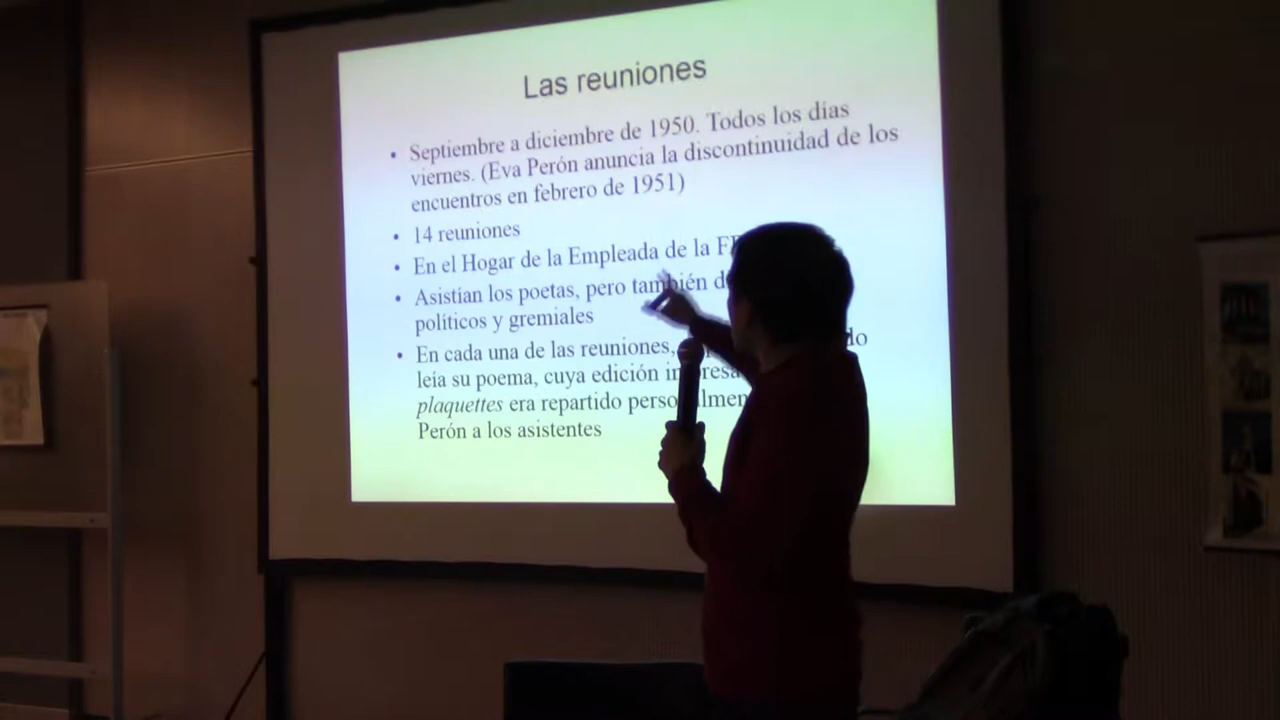 Las reuniones
• Septiembre a diciembre de 1950. Todos los días
viernes. (Eva Perón anuncia la discontinuidad de los
encuentros en febrero de 1951)
• 14 reuniones
• En el Hogar de la Empleada de la
• Asistían los poetas, pero también
políticos y gremiales
• En cada una de las reuniones,
leía su poema, cuya edición impresa
plaquettes era repartido
Perón a los asistentes